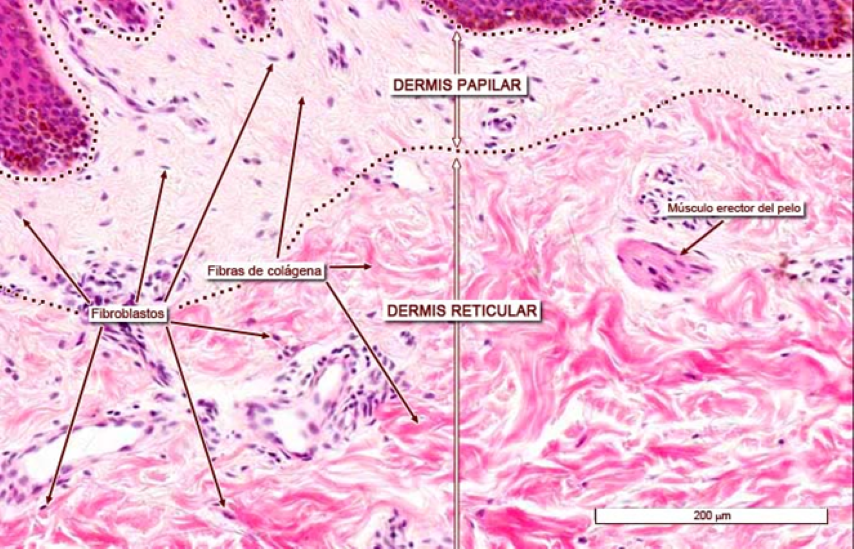 DERMIS PAPILAR
Músculo erector del pelo
Fibras de colágena
Fibroblastos
DERMIS RETICULAR
200 µm